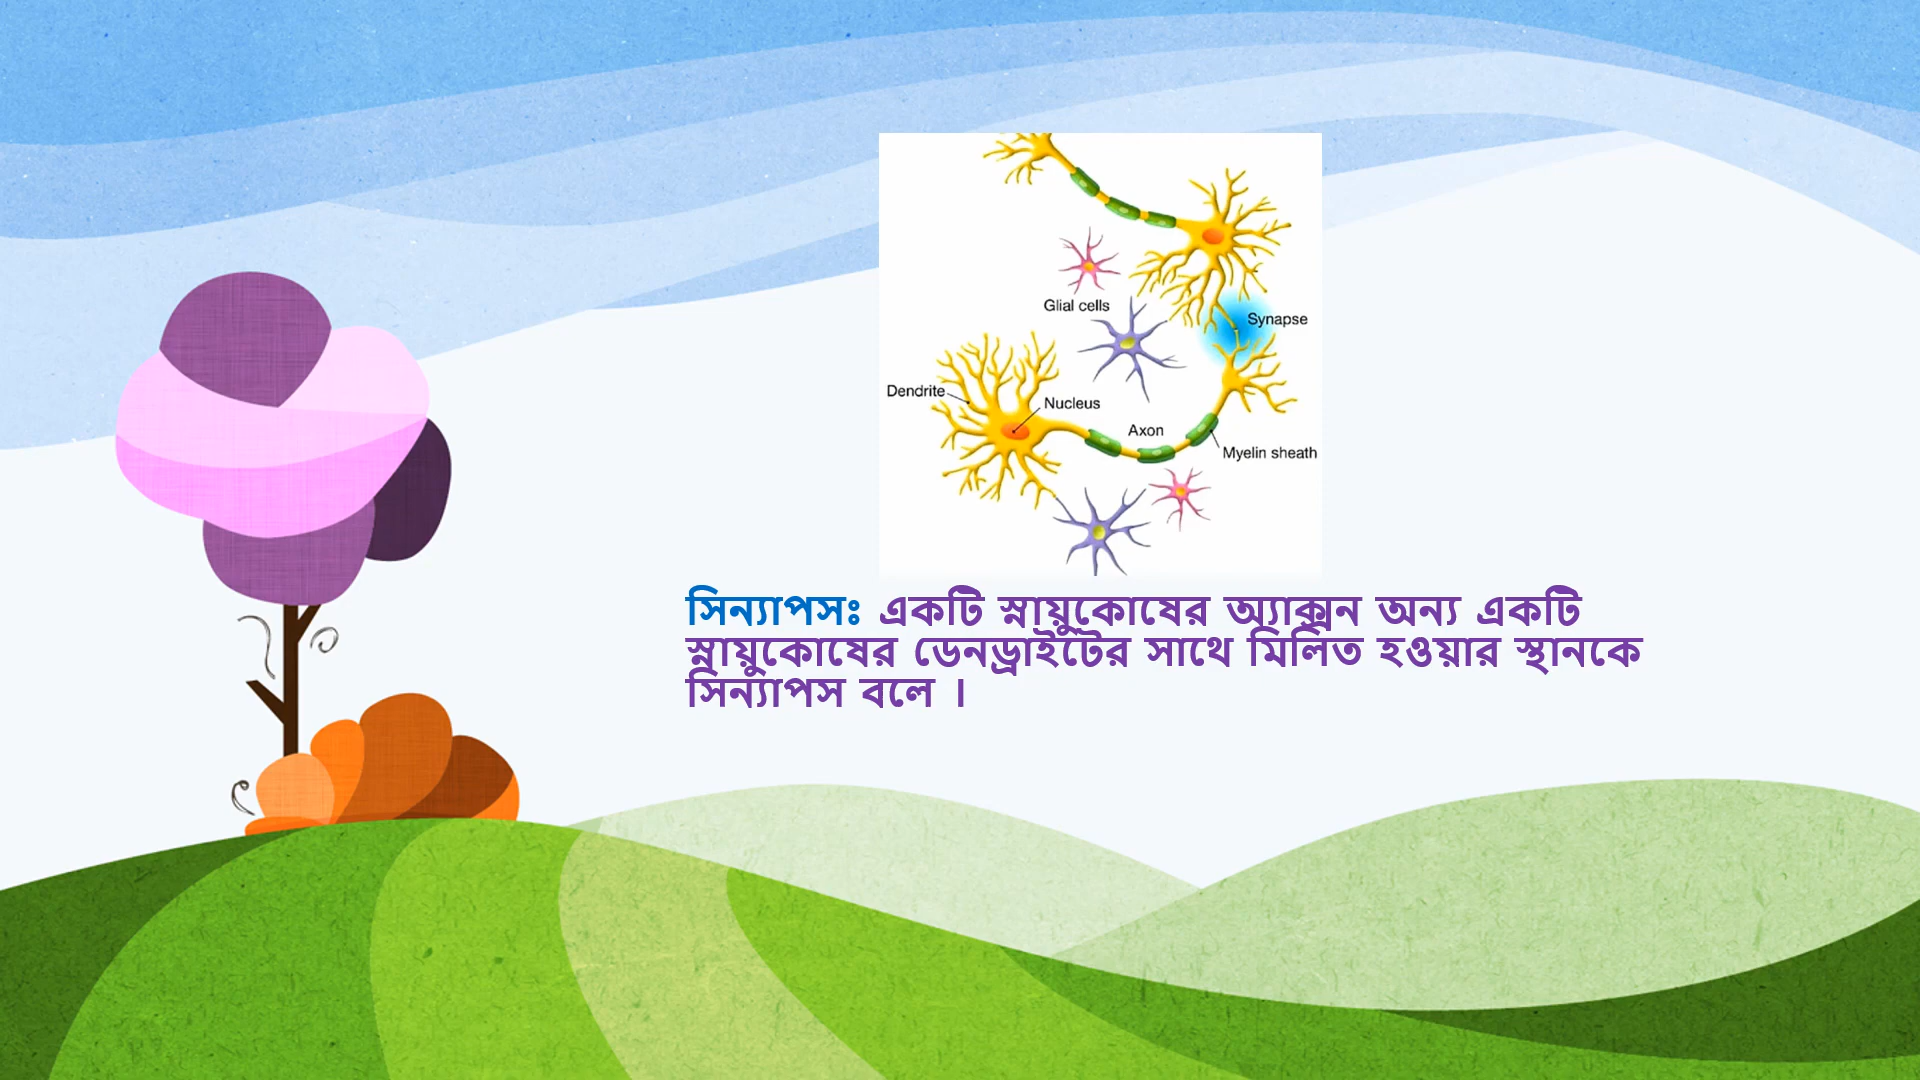 Glial cells
Synapse
Dendrite
Nucleus
Axon
Myelin sheath
সিন্যাপসঃ একটি স্নায়ুকোষের অ্যাক্সন অন্য একটি
স্নায়ুকোষের ডেনড্রাইটের সাথে মিলিত হওয়ার স্থানকে
সিন্যাপস বলে ।